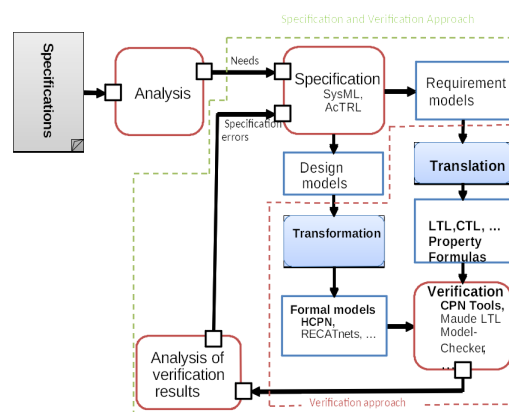 Specification and Verification Approach
Specifications
Analysis
Needs
Specification
SysML,
AcTRL
Requirement
models
Specification
errors
Design
models
Translation
Transformation
LTL,CTL, ...
Property
Formulas
Formal models
HCPN,
RECATnets, ...
Verification
CPN Tools,
Maude LTL
Model-
Checker,
...
Analysis of
verification
results
Verification approach